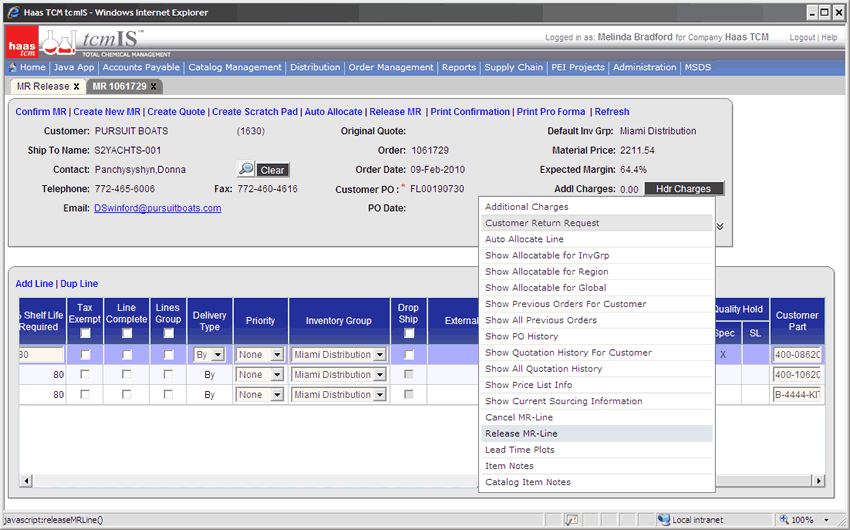 Haas TCM tcmIS - Windows Internet Explorer
haas tcm tcmIS™ TOTAL CHEMICAL MANAGEMENT
Logged in as: Melinda Bradford for Company Haas TCM Logout | Help
Home Java App Accounts Payable Catalog Management Distribution Order Management Reports Supply Chain PEI Projects Administration MSDS
MR Release x MR 1061729 x
Confirm MR | Create New MR | Create Quote | Create Scratch Pad | Auto Allocate | Release MR | Print Confirmation | Print Pro Forma | Refresh
Customer: PURSUIT BOATS (1630) Original Quote: Default Inv Grp: Miami Distribution
Ship To Name: S2YACHTS-001 Order: 1061729 Material Price: 2211.54
Contact: Panchysyshyn,Donna Clear Order Date: 09-Feb-2010 Expected Margin: 64.4%
Telephone: 772-465-6006 Fax: 772-460-4616 Customer PO :* FL00190730 Addl Charges: 0.00 Hdr Charges
Email: DSwinford@pursuitboats.com PO Date:
Additional Charges
Customer Return Request
Auto Allocate Line
Show Allocatable for InvGrp
Show Allocatable for Region
Show Allocatable for Global
Show Previous Orders For Customer
Show All Previous Orders
Show PO History
Show Quotation History For Customer
Show All Quotation History
Show Price List Info
Show Current Sourcing Information
Cancel MR-Line
Release MR-Line
Lead Time Plots
Item Notes
Catalog Item Notes
Add Line | Dup Line
Shelf Life Required Tax Exempt Line Complete Lines Group Delivery Type Priority Inventory Group Drop Ship External Quality Hold Spec SL Customer Part
80 By None Miami Distribution X 400-08620
80 By None Miami Distribution 400-10620
80 By None Miami Distribution B-4444-KI
javascript:releaseMRLine() Local intranet 100%